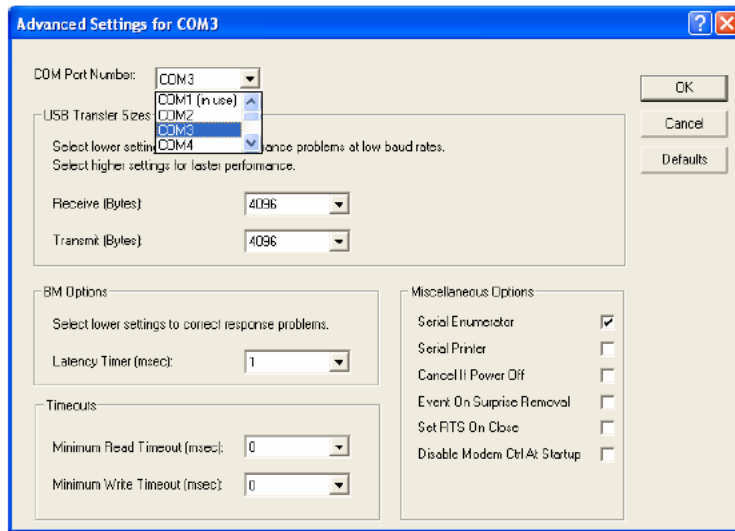 Advanced Settings for COM3
COM Port Number:
COM3
COM1 (in use)
COM2
COM3
COM4
OK
Cancel
Defaults
USB Transfer Sizes
Select lower settin mance problems at low baud rates.
Select higher settings for faster performance.
Receive (Bytes):
4096
Transmit (Bytes):
4096
BM Options
Select lower settings to correct response problems.
Latency Timer (msec):
1
Timeouts
Minimum Read Timeout (msec):
0
Minimum Write Timeout (msec):
0
Miscellaneous Options
Serial Enumerator
Serial Printer
Cancel If Power Off
Event On Surprise Removal
Set RTS On Close
Disable Modem Ctrl At Startup